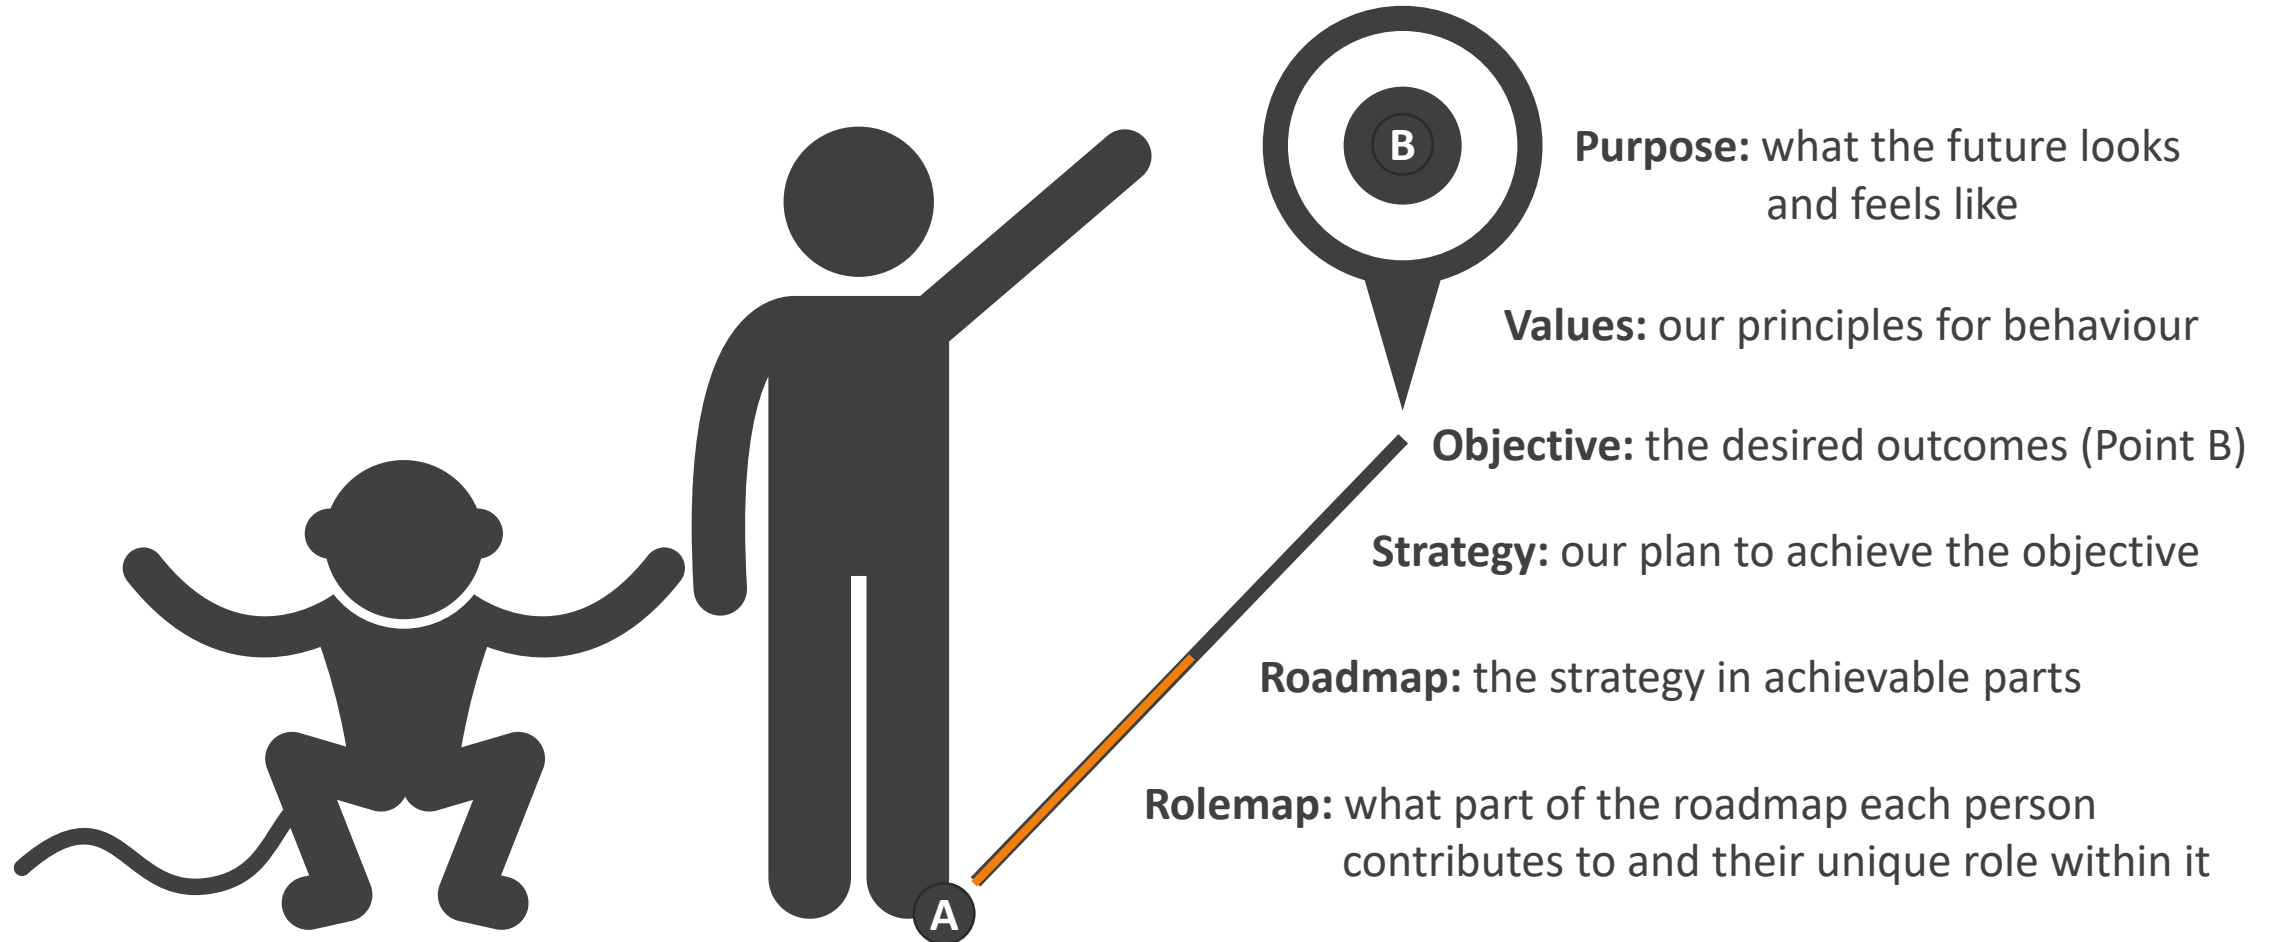 B
Purpose: what the future looks
and feels like
Values: our principles for behaviour
Objective: the desired outcomes (Point B)
Strategy: our plan to achieve the objective
Roadmap: the strategy in achievable parts
Rolemap: what part of the roadmap each person
contributes to and their unique role within it
A